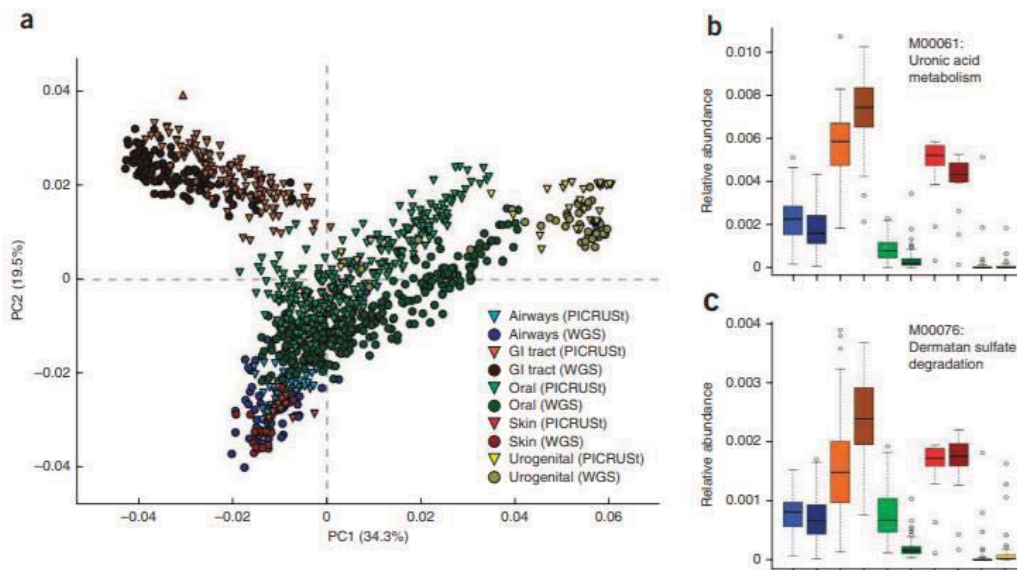 a
0.04
0.02
0
–0.02
–0.04
PC2 (19.5%)
–0.04
–0.02
0
0.02
0.04
0.06
PC1 (34.3%)
Airways (PICRUSt)
Airways (WGS)
GI tract (PICRUSt)
GI tract (WGS)
Oral (PICRUSt)
Oral (WGS)
Skin (PICRUSt)
Skin (WGS)
Urogenital (PICRUSt)
Urogenital (WGS)
b
0.010
0.008
0.006
0.004
0.002
0
Relative abundance
M00061:
Uronic acid
metabolism
c
0.004
0.003
0.002
0.001
0
Relative abundance
M00076:
Dermatan sulfate
degradation